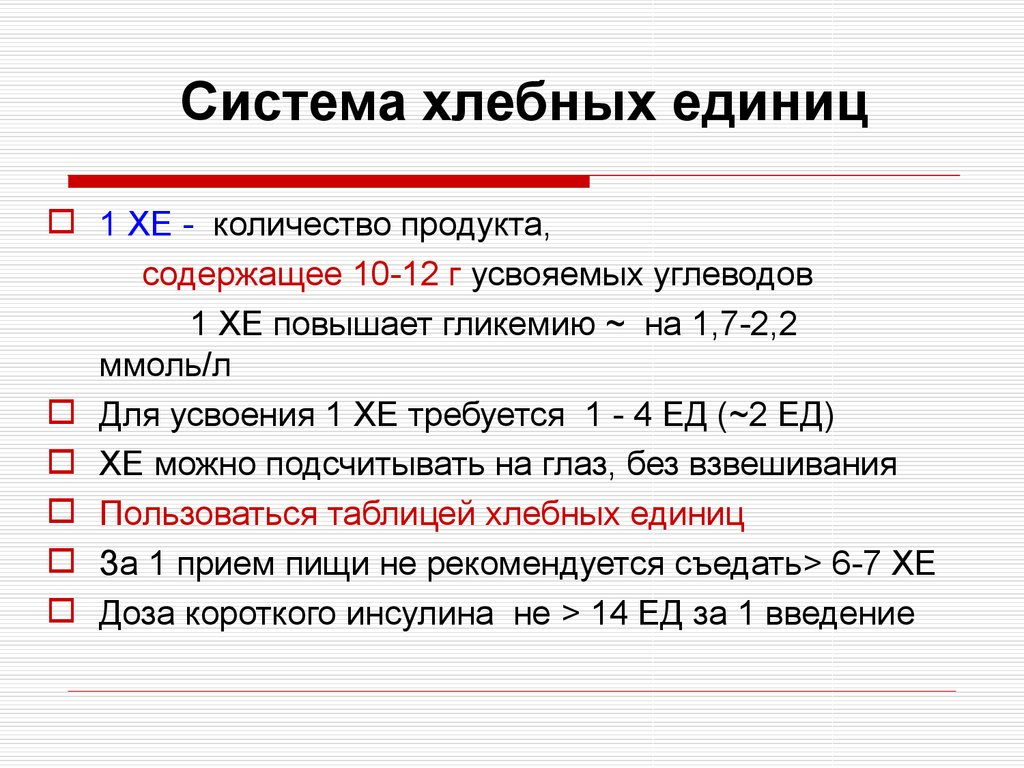 Система хлебных единиц
1 ХЕ - количество продукта,
содержащее 10-12 г усвояемых углеводов
1 ХЕ повышает гликемию ~ на 1,7-2,2
ммоль/л
Для усвоения 1 ХЕ требуется 1 - 4 ЕД (~2 ЕД)
ХЕ можно подсчитывать на глаз, без взвешивания
Пользоваться таблицей хлебных единиц
За 1 прием пищи не рекомендуется съедать> 6-7 ХЕ
Доза короткого инсулина не > 14 ЕД за 1 введение